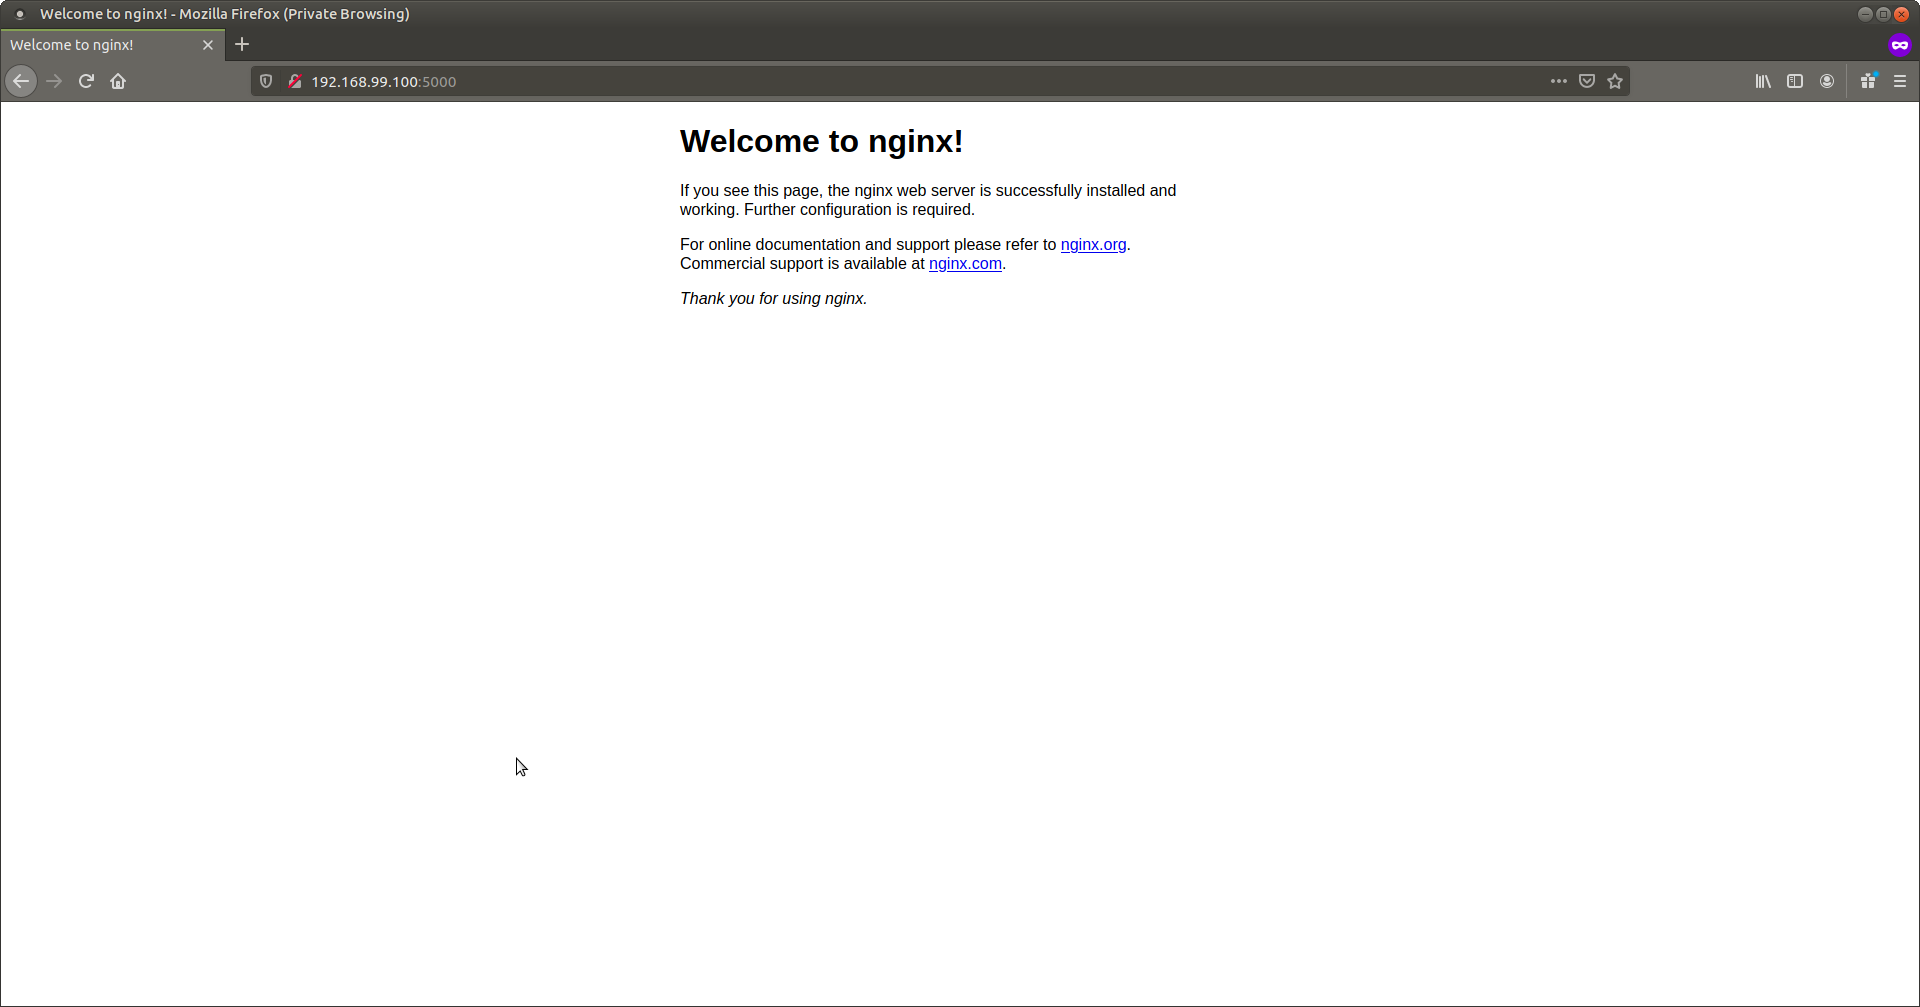 Welcome to nginx! - Mozilla Firefox (Private Browsing)
Welcome to nginx!
192.168.99.100:5000
Welcome to nginx!
If you see this page, the nginx web server is successfully installed and
working. Further configuration is required.
For online documentation and support please refer to nginx.org.
Commercial support is available at nginx.com.
Thank you for using nginx.